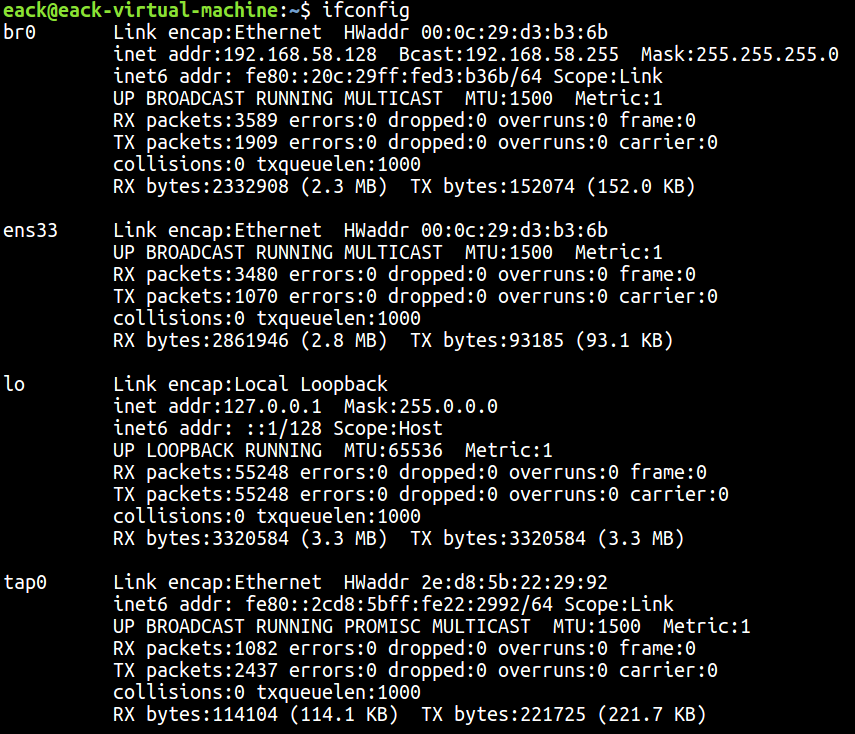 eack@eack-virtual-machine:~$ ifconfig
br0       Link encap:Ethernet  HWaddr 00:0c:29:d3:b3:6b
          inet addr:192.168.58.128  Bcast:192.168.58.255  Mask:255.255.255.0
          inet6 addr: fe80::20c:29ff:fed3:b36b/64 Scope:Link
          UP BROADCAST RUNNING MULTICAST  MTU:1500  Metric:1
          RX packets:3589 errors:0 dropped:0 overruns:0 frame:0
          TX packets:1909 errors:0 dropped:0 overruns:0 carrier:0
          collisions:0 txqueuelen:1000
          RX bytes:2332908 (2.3 MB)  TX bytes:152074 (152.0 KB)

ens33     Link encap:Ethernet  HWaddr 00:0c:29:d3:b3:6b
          UP BROADCAST RUNNING MULTICAST  MTU:1500  Metric:1
          RX packets:3480 errors:0 dropped:0 overruns:0 frame:0
          TX packets:1070 errors:0 dropped:0 overruns:0 carrier:0
          collisions:0 txqueuelen:1000
          RX bytes:2861946 (2.8 MB)  TX bytes:93185 (93.1 KB)

lo        Link encap:Local Loopback
          inet addr:127.0.0.1  Mask:255.0.0.0
          inet6 addr: ::1/128 Scope:Host
          UP LOOPBACK RUNNING  MTU:65536  Metric:1
          RX packets:55248 errors:0 dropped:0 overruns:0 frame:0
          TX packets:55248 errors:0 dropped:0 overruns:0 carrier:0
          collisions:0 txqueuelen:1000
          RX bytes:3320584 (3.3 MB)  TX bytes:3320584 (3.3 MB)

tap0      Link encap:Ethernet  HWaddr 2e:d8:5b:22:29:92
          inet6 addr: fe80::2cd8:5bff:fe22:2992/64 Scope:Link
          UP BROADCAST RUNNING PROMISC MULTICAST  MTU:1500  Metric:1
          RX packets:1082 errors:0 dropped:0 overruns:0 frame:0
          TX packets:2437 errors:0 dropped:0 overruns:0 carrier:0
          collisions:0 txqueuelen:1000
          RX bytes:114104 (114.1 KB)  TX bytes:221725 (221.7 KB)